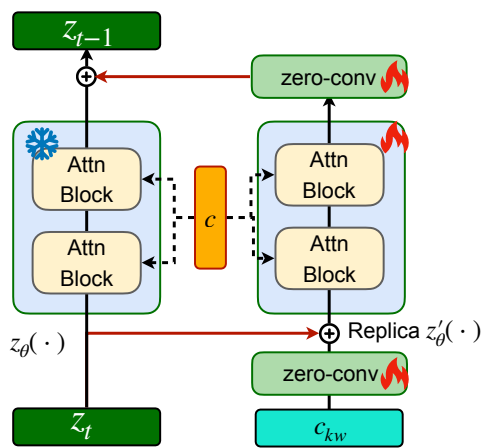 z_{t-1}
zero-conv
Attn
Block
Attn
Block
c
Attn
Block
Attn
Block
z_θ( · )
Replica z′_θ( · )
zero-conv
z_t
c_{kw}